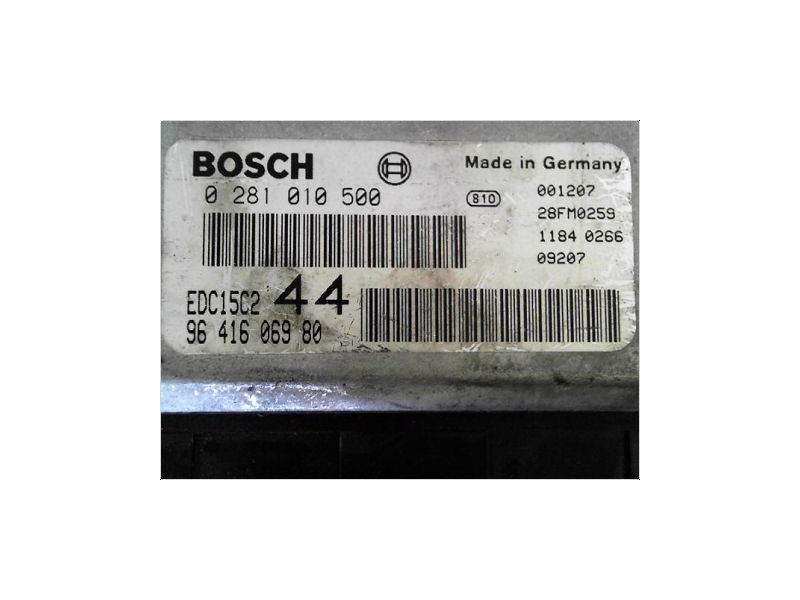 BOSCH
Made in Germany
0 281 010 500
810
001207
28FM0259
1184 0266
09207
EDC15C2 44
96 416 069 80